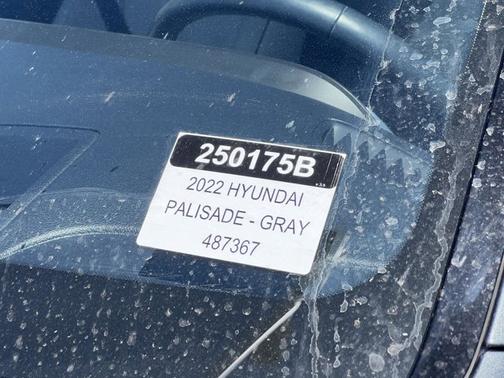 250175B
2022 HYUNDAI
PALISADE - GRAY
487367